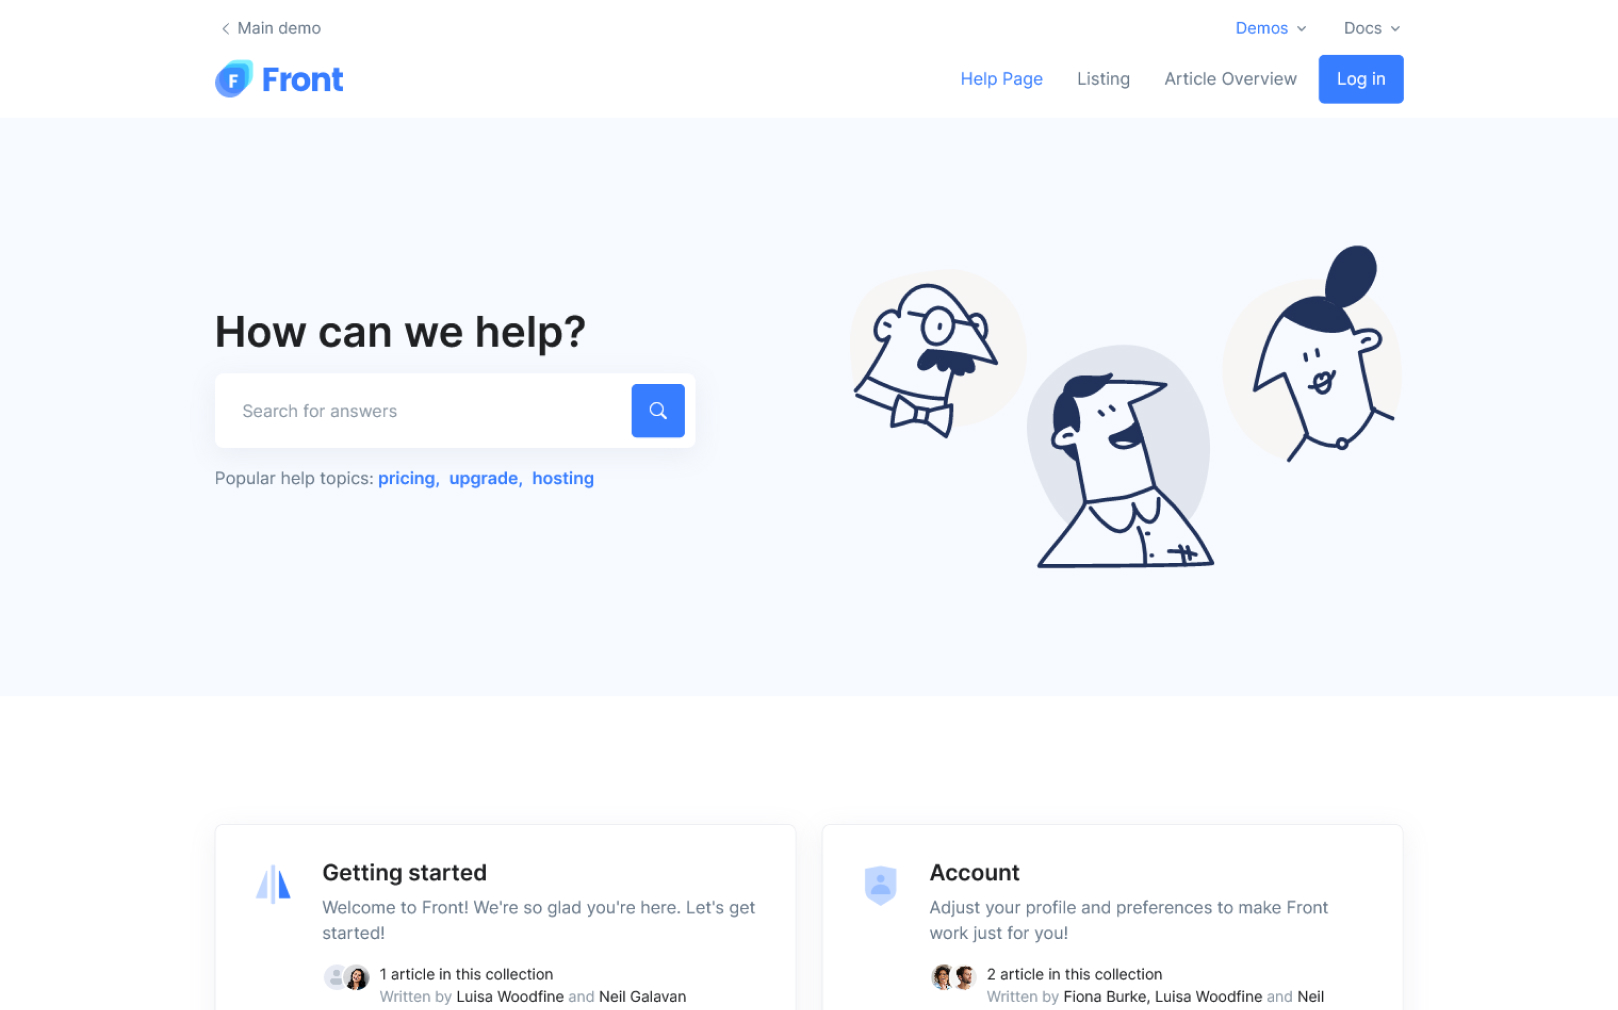 Main demo
Demos
Docs
Front
Help Page
Listing
Article Overview
Log in
How can we help?
Search for answers
Popular help topics: pricing, upgrade, hosting
Getting started
Welcome to Front! We're so glad you're here. Let's get
started!
1 article in this collection
Written by Luisa Woodfine and Neil Galavan
Account
Adjust your profile and preferences to make Front
work just for you!
2 article in this collection
Written by Fiona Burke, Luisa Woodfine and Neil